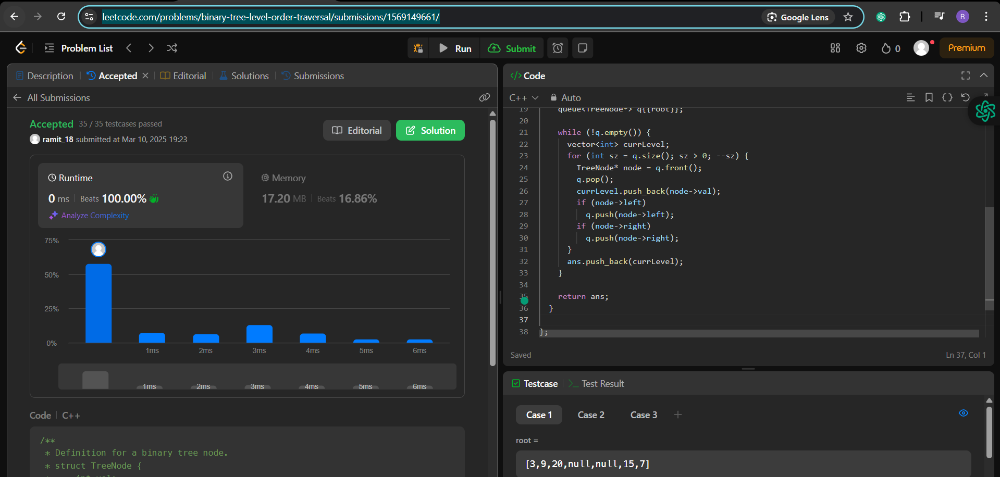 leetcode.com/problems/binary-tree-level-order-traversal/submissions/1569149661/
Google Lens
R
Problem List
Run
Submit
0
Premium
Description
Accepted
Editorial
Solutions
Submissions
All Submissions
Accepted 35 / 35 testcases passed
ramit_18 submitted at Mar 10, 2025 19:23
Editorial
Solution
Runtime
0 ms Beats 100.00%
Analyze Complexity
Memory
17.20 MB Beats 16.86%
75%
50%
25%
0%
1ms 2ms 3ms 4ms 5ms 6ms
1ms 2ms 3ms 4ms 5ms 6ms
Code C++
/**
* Definition for a binary tree node.
* struct TreeNode {
</> Code
C++ Auto
19 queue<TreeNode*> q{{root}};
20
21 while (!q.empty()) {
22 vector<int> currLevel;
23 for (int sz = q.size(); sz > 0; --sz) {
24 TreeNode* node = q.front();
25 q.pop();
26 currLevel.push_back(node->val);
27 if (node->left)
28 q.push(node->left);
29 if (node->right)
30 q.push(node->right);
31 }
32 ans.push_back(currLevel);
33 }
34
35 return ans;
36 }
37
38 };
Saved
Ln 37, Col 1
Testcase
>_ Test Result
Case 1 Case 2 Case 3 +
root =
[3,9,20,null,null,15,7]